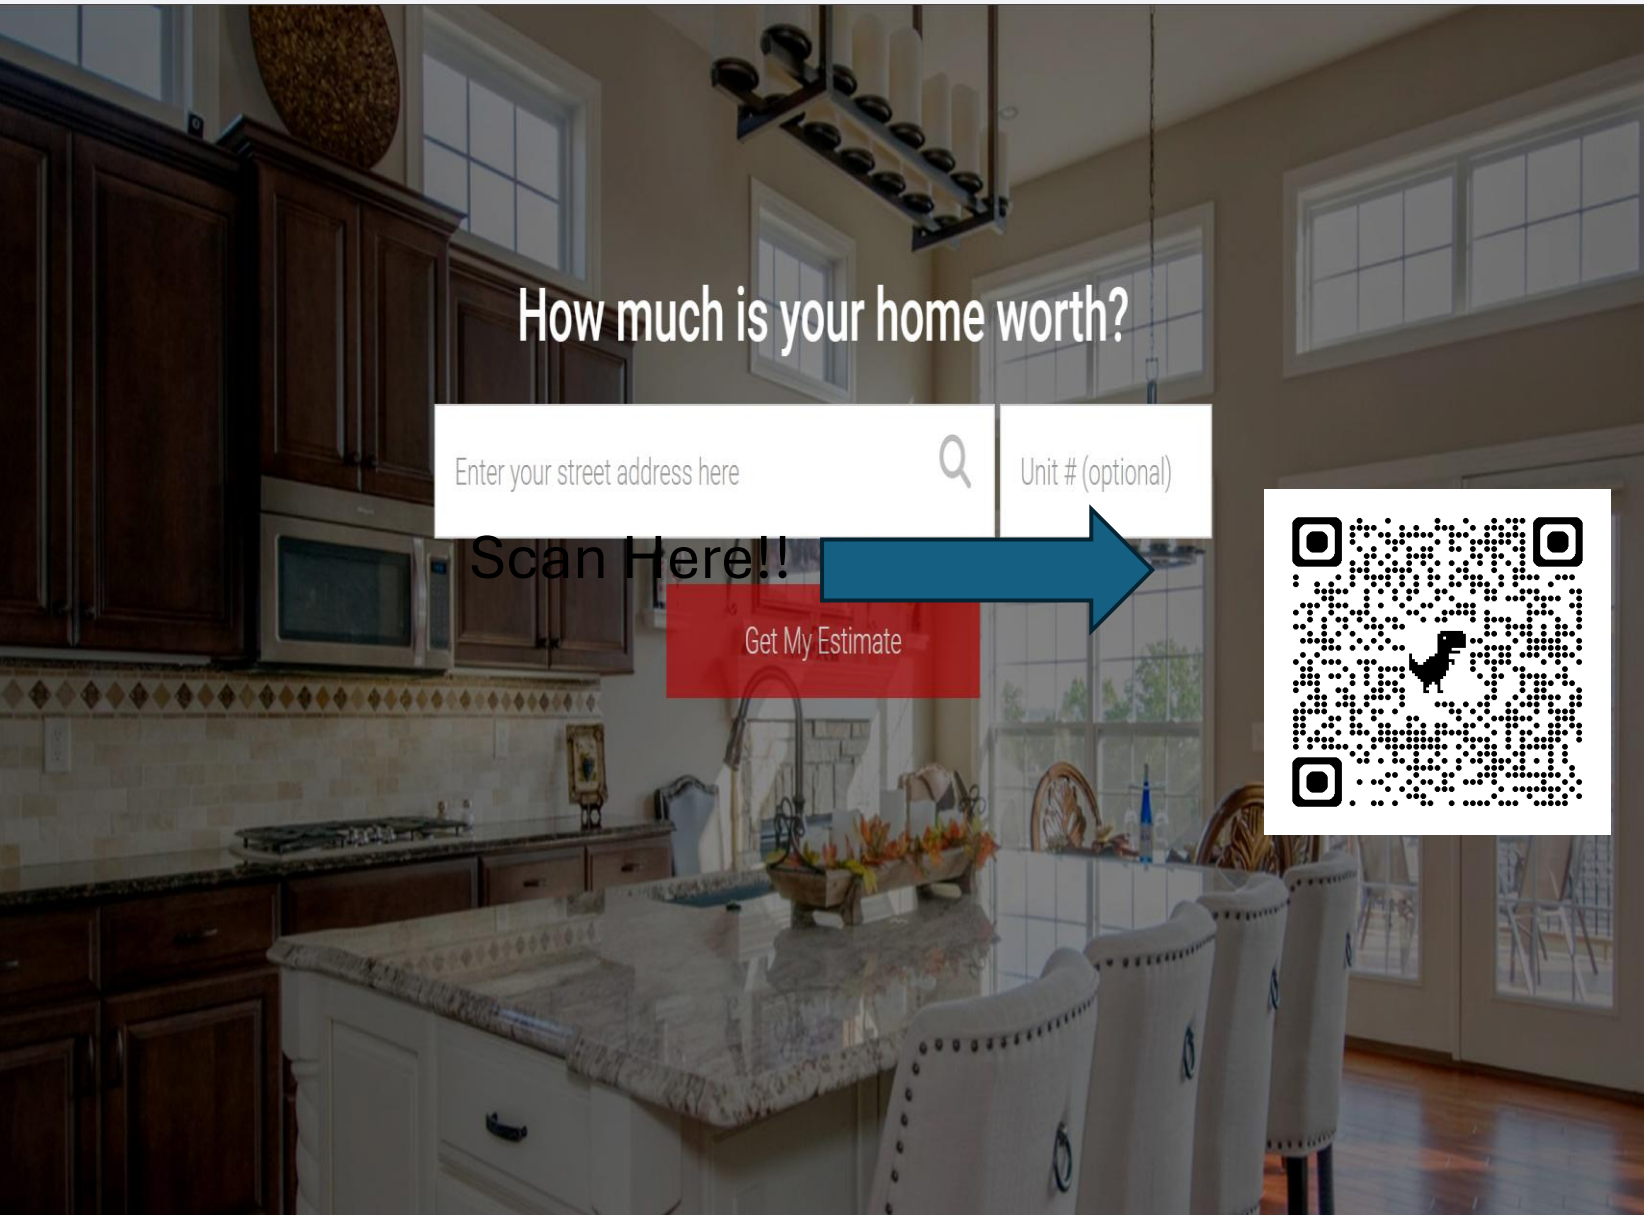 How much is your home worth?
Enter your street address here
Unit # (optional)
Scan Here!!
Get My Estimate